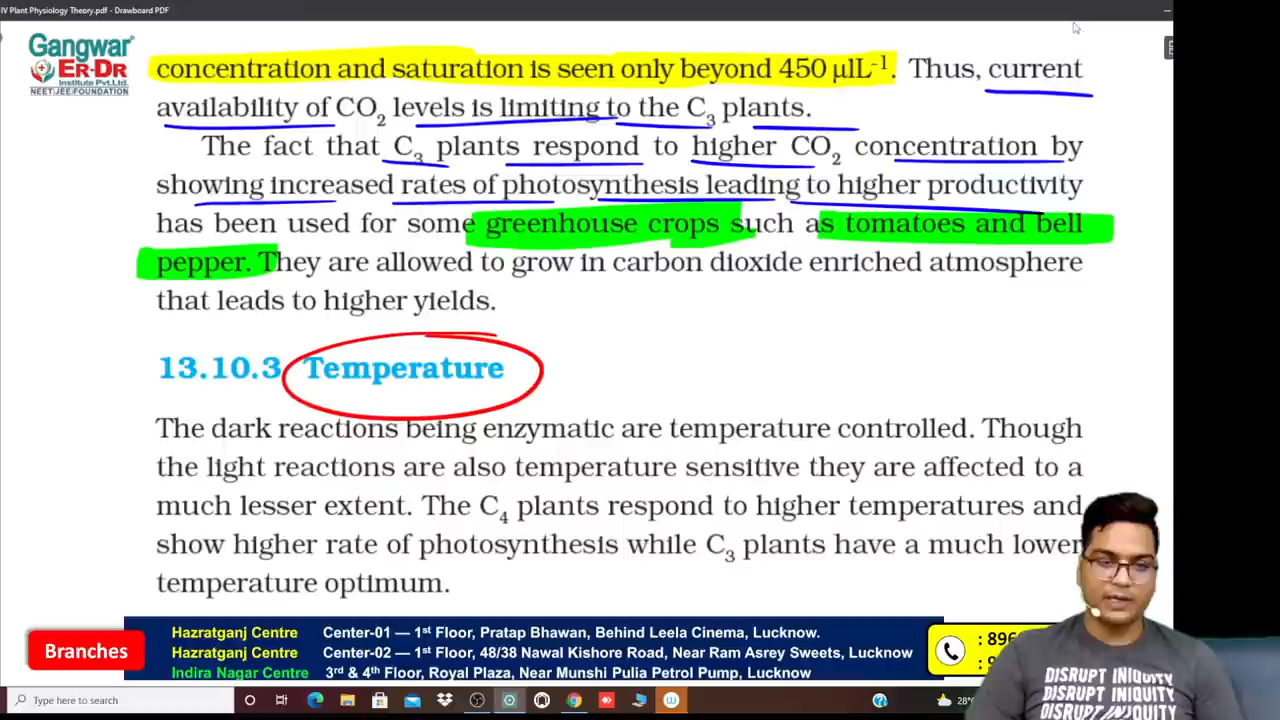 IV Plant Physiology Theory.pdf - Drawboard PDF
Gangwar
ER-DR
Institute Pvt.Ltd.
NEET|JEE|FOUNDATION
concentration and saturation is seen only beyond 450 µlL⁻¹. Thus, current
availability of CO₂ levels is limiting to the C₃ plants.
The fact that C₃ plants respond to higher CO₂ concentration by
showing increased rates of photosynthesis leading to higher productivity
has been used for some greenhouse crops such as tomatoes and bell
pepper. They are allowed to grow in carbon dioxide enriched atmosphere
that leads to higher yields.
13.10.3 Temperature
The dark reactions being enzymatic are temperature controlled. Though
the light reactions are also temperature sensitive they are affected to a
much lesser extent. The C₄ plants respond to higher temperatures and
show higher rate of photosynthesis while C₃ plants have a much lower
temperature optimum.
Branches
Hazratganj Centre Center-01 — 1st Floor, Pratap Bhawan, Behind Leela Cinema, Lucknow.
Hazratganj Centre Center-02 — 1st Floor, 48/38 Nawal Kishore Road, Near Ram Asrey Sweets, Lucknow
Indira Nagar Centre 3rd & 4th Floor, Royal Plaza, Near Munshi Pulia Petrol Pump, Lucknow
: 896
DISRUPT INIQUITY
DISRUPT INIQUITY
DISRUPT INIQUITY
Type here to search
28°